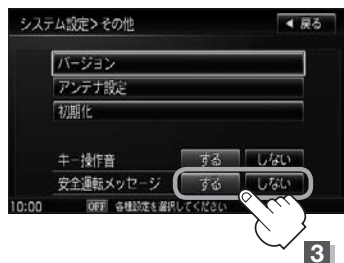 システム設定>その他 ◀ 戻る
バージョン
アンテナ設定
初期化
キー操作音 する しない
安全運転メッセージ する しない
10:00 OFF 各種設定を選択してください
3